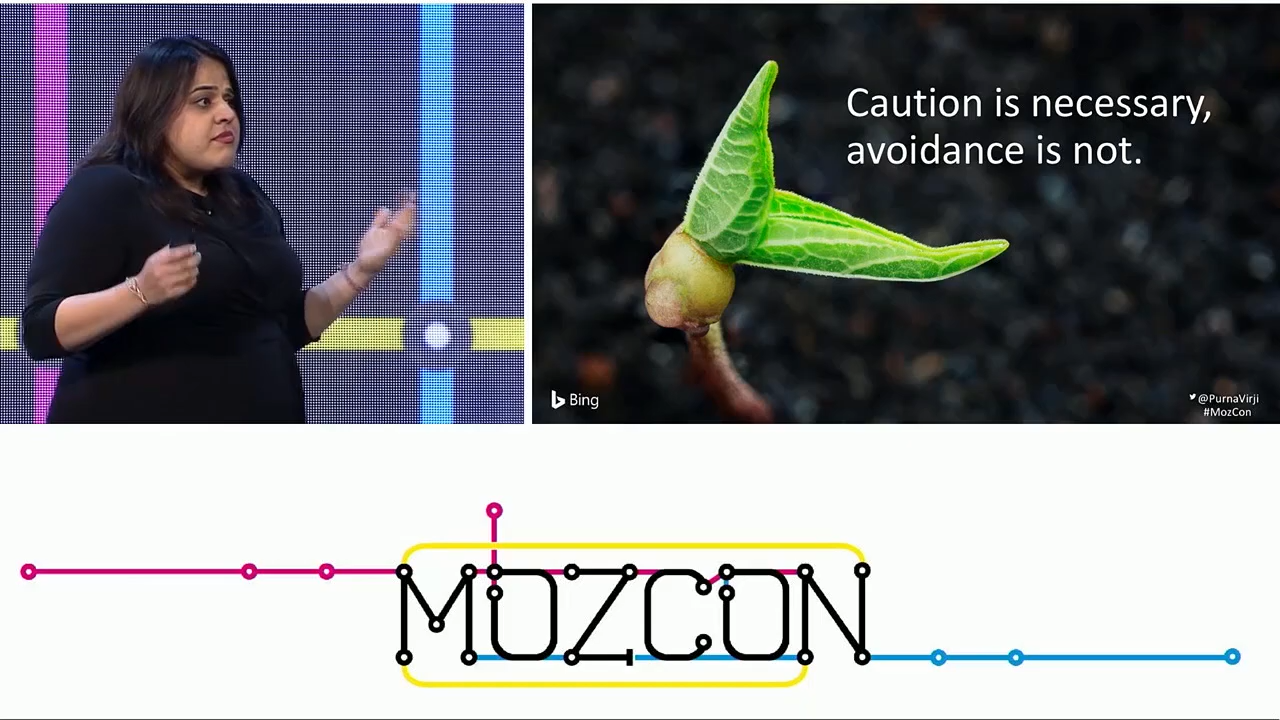 Caution is necessary,
avoidance is not.
Bing
@PurnaVirji
#MozCon
MOZCON